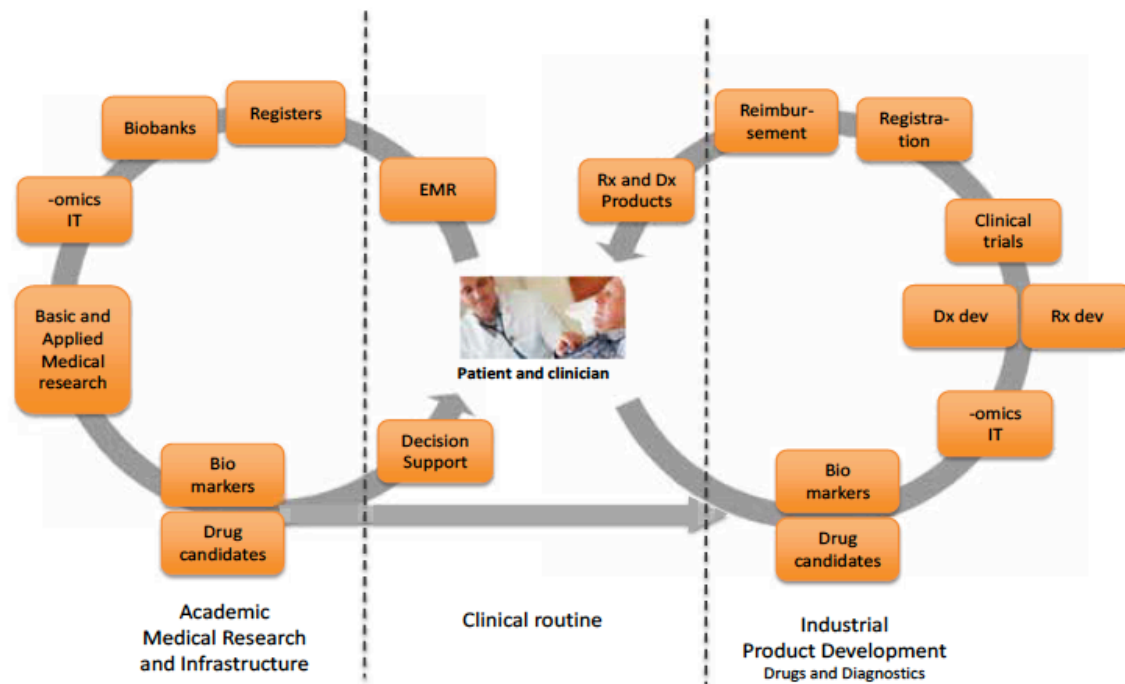 Biobanks
Registers
EMR
-omics
IT
Basic and
Applied
Medical
research
Bio
markers
Drug
candidates
Decision
Support
Patient and clinician
Rx and Dx
Products
Reimbur-
sement
Registra-
tion
Clinical
trials
Dx dev
Rx dev
-omics
IT
Bio
markers
Drug
candidates
Academic
Medical Research
and Infrastructure
Clinical routine
Industrial
Product Development
Drugs and Diagnostics